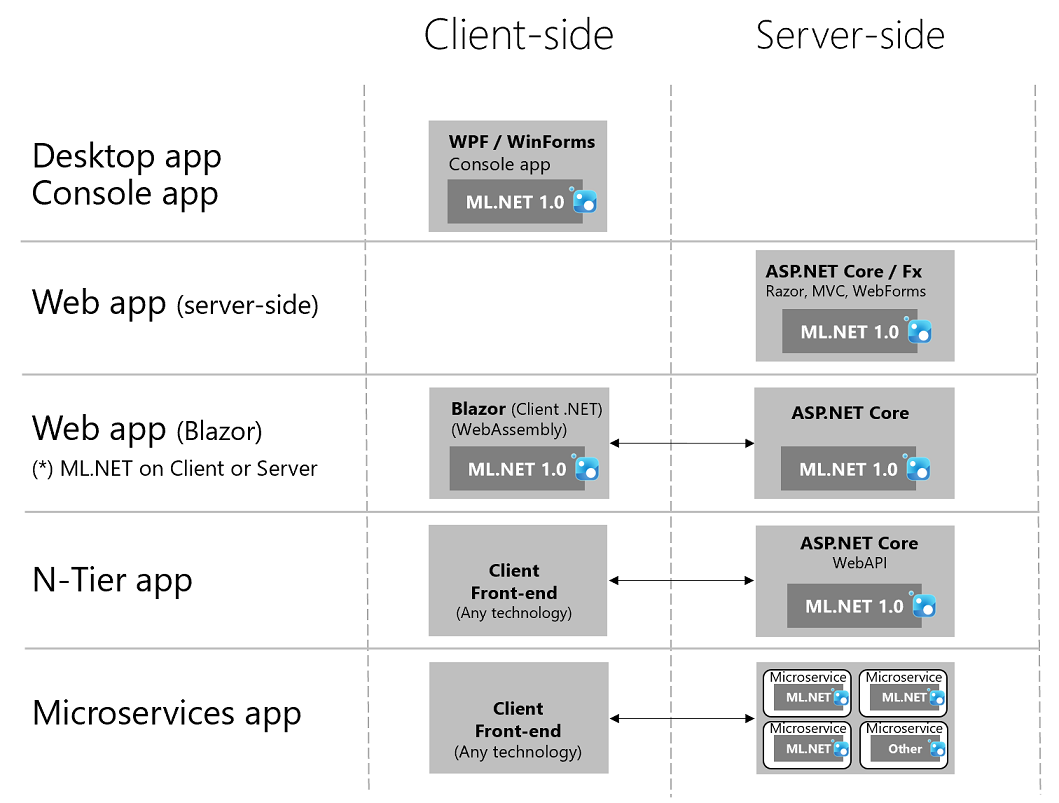 Client-side
Server-side
Desktop app
Console app
WPF / WinForms
Console app
ML.NET 1.0
Web app (server-side)
ASP.NET Core / Fx
Razor, MVC, WebForms
ML.NET 1.0
Web app (Blazor)
(*) ML.NET on Client or Server
Blazor (Client .NET)
(WebAssembly)
ML.NET 1.0
ASP.NET Core
ML.NET 1.0
N-Tier app
Client
Front-end
(Any technology)
ASP.NET Core
WebAPI
ML.NET 1.0
Microservices app
Client
Front-end
(Any technology)
Microservice
ML.NET
Microservice
ML.NET
Microservice
ML.NET
Microservice
Other